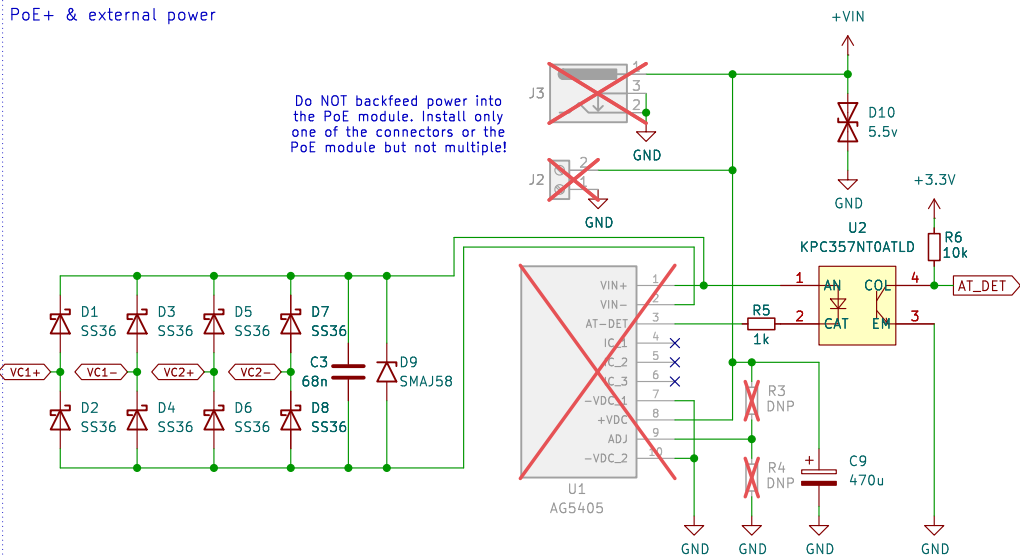 PoE+ & external power
+VIN
Do NOT backfeed power into
the PoE module. Install only
one of the connectors or the
PoE module but not multiple!
J3
1
3
2
GND
D10
5.5v
GND
J2
2
1
GND
+3.3V
R6
10k
U2
KPC357NT0ATLD
1
AN
COL
4
AT_DET
2
CAT
EM
3
R5
1k
VIN+
1
VIN-
2
AT-DET
3
IC_1
4
IC_2
5
IC_3
6
-VDC_1
7
+VDC
8
ADJ
9
-VDC_2
10
U1
AG5405
D1
SS36
D3
SS36
D5
SS36
D7
SS36
VC1+
VC1-
VC2+
VC2-
C3
68n
D9
SMAJ58
D2
SS36
D4
SS36
D6
SS36
D8
SS36
R3
DNP
R4
DNP
C9
470u
+
GND
GND
GND
GND